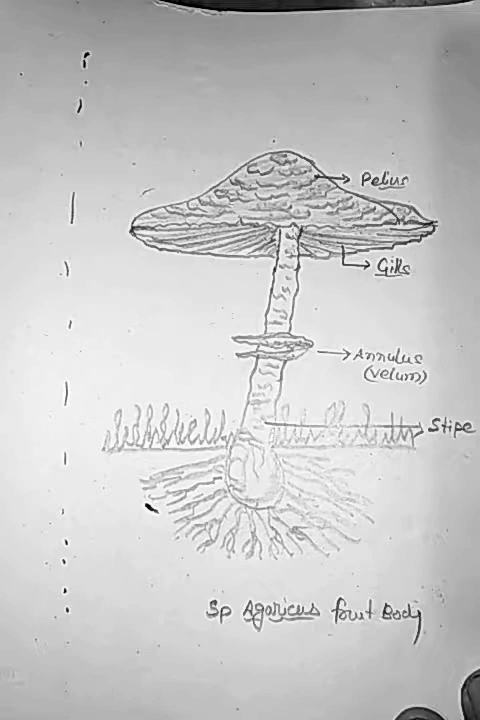 Pelius
Gills
Annulus
(velum)
Stipe
Sp Agaricus fruit Body